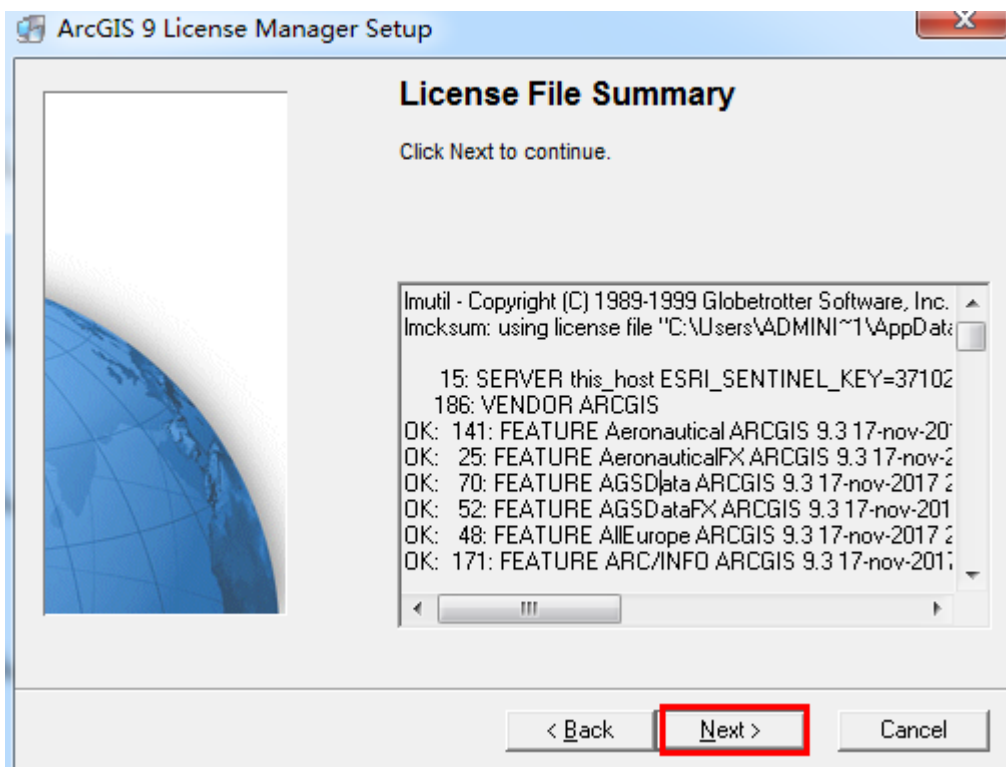 ArcGIS 9 License Manager Setup
License File Summary
Click Next to continue.
lmutil - Copyright (C) 1989-1999 Globetrotter Software, Inc.
lmcksum: using license file "C:\Users\ADMINI~1\AppData
15: SERVER this_host ESRI_SENTINEL_KEY=37102
186: VENDOR ARCGIS
OK: 141: FEATURE Aeronautical ARCGIS 9.3 17-nov-20
OK: 25: FEATURE AeronauticalFX ARCGIS 9.3 17-nov-2
OK: 70: FEATURE AGSData ARCGIS 9.3 17-nov-2017 2
OK: 52: FEATURE AGSDataFX ARCGIS 9.3 17-nov-201
OK: 48: FEATURE AllEurope ARCGIS 9.3 17-nov-2017 2
OK: 171: FEATURE ARC/INFO ARCGIS 9.3 17-nov-2017
< Back
Next >
Cancel